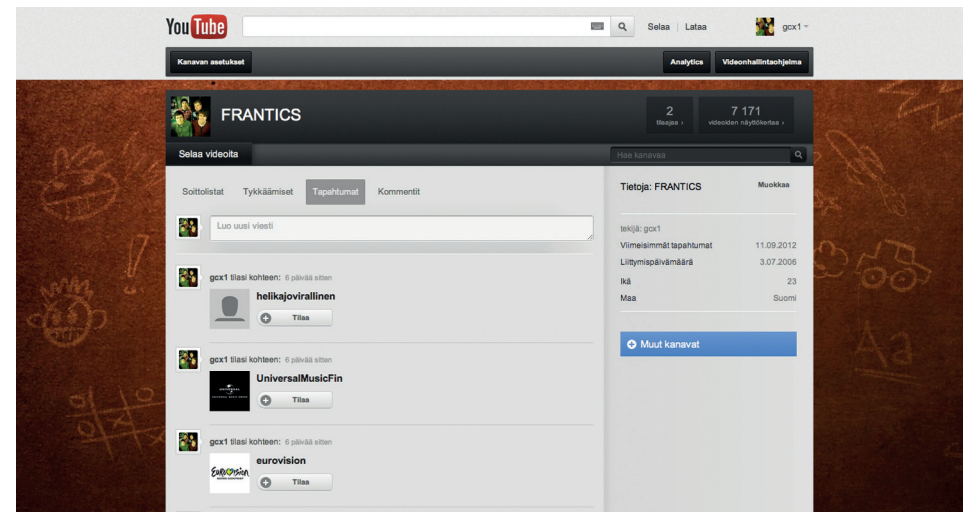 YouTube
Selaa Lataa gcx1
Kanavan asetukset Analytics Videonhallintaohjelma
FRANTICS
2 7 171
tilaajaa › videoiden näyttökertaa ›
Selaa videoita Hae kanavaa
Soittolistat Tykkäämiset Tapahtumat Kommentit
Luo uusi viesti
gcx1 tilasi kohteen: 6 päivää sitten
helikajovirallinen
Tilaa
gcx1 tilasi kohteen: 6 päivää sitten
UNIVERSAL
UniversalMusicFin
Tilaa
gcx1 tilasi kohteen: 6 päivää sitten
EUROVISION
eurovision
Tilaa
Tietoja: FRANTICS Muokkaa
tekijä: gcx1
Viimeisimmät tapahtumat 11.09.2012
Liittymispäivämäärä 3.07.2006
Ikä 23
Maa Suomi
Muut kanavat
Aa